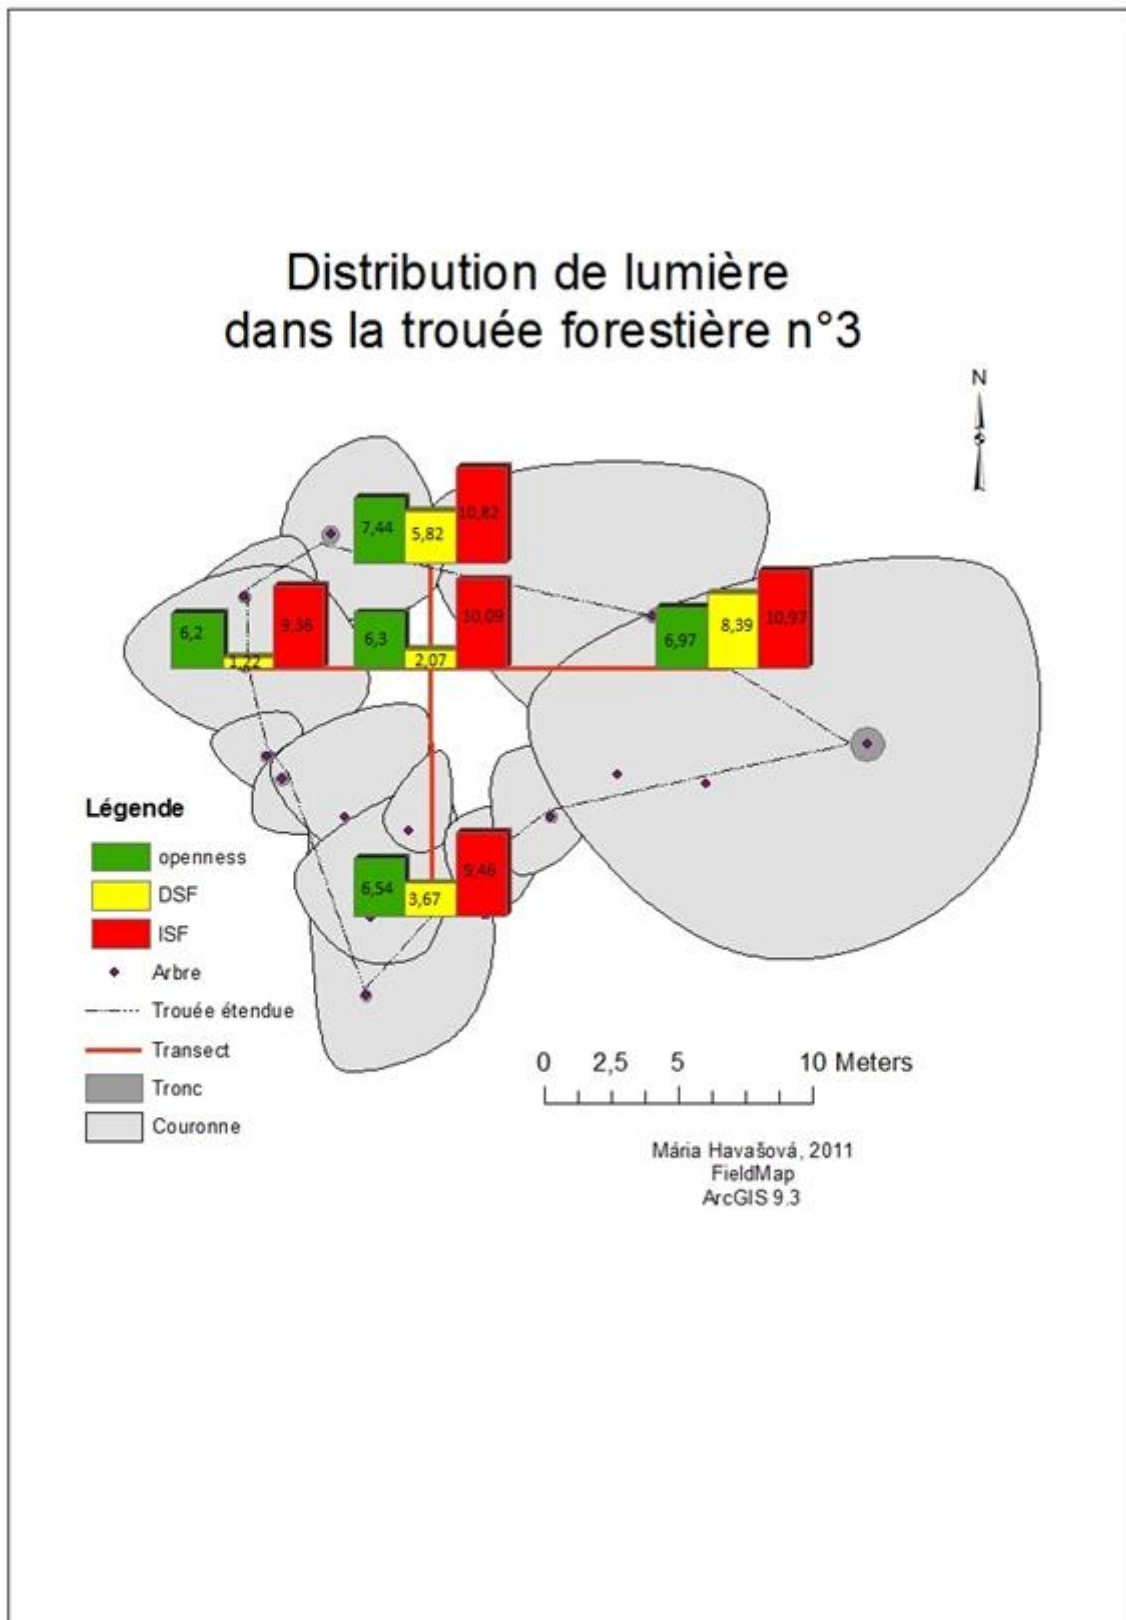 Distribution de lumière
dans la trouée forestière n°3
N
7,44
5,82
10,82
6,2
1,22
9,36
6,3
2,07
10,09
6,97
8,39
10,97
6,54
3,67
9,46
Légende
openness
DSF
ISF
Arbre
Trouée étendue
Transect
Tronc
Couronne
0 2,5 5 10 Meters
Mária Havašová, 2011
FieldMap
ArcGIS 9.3